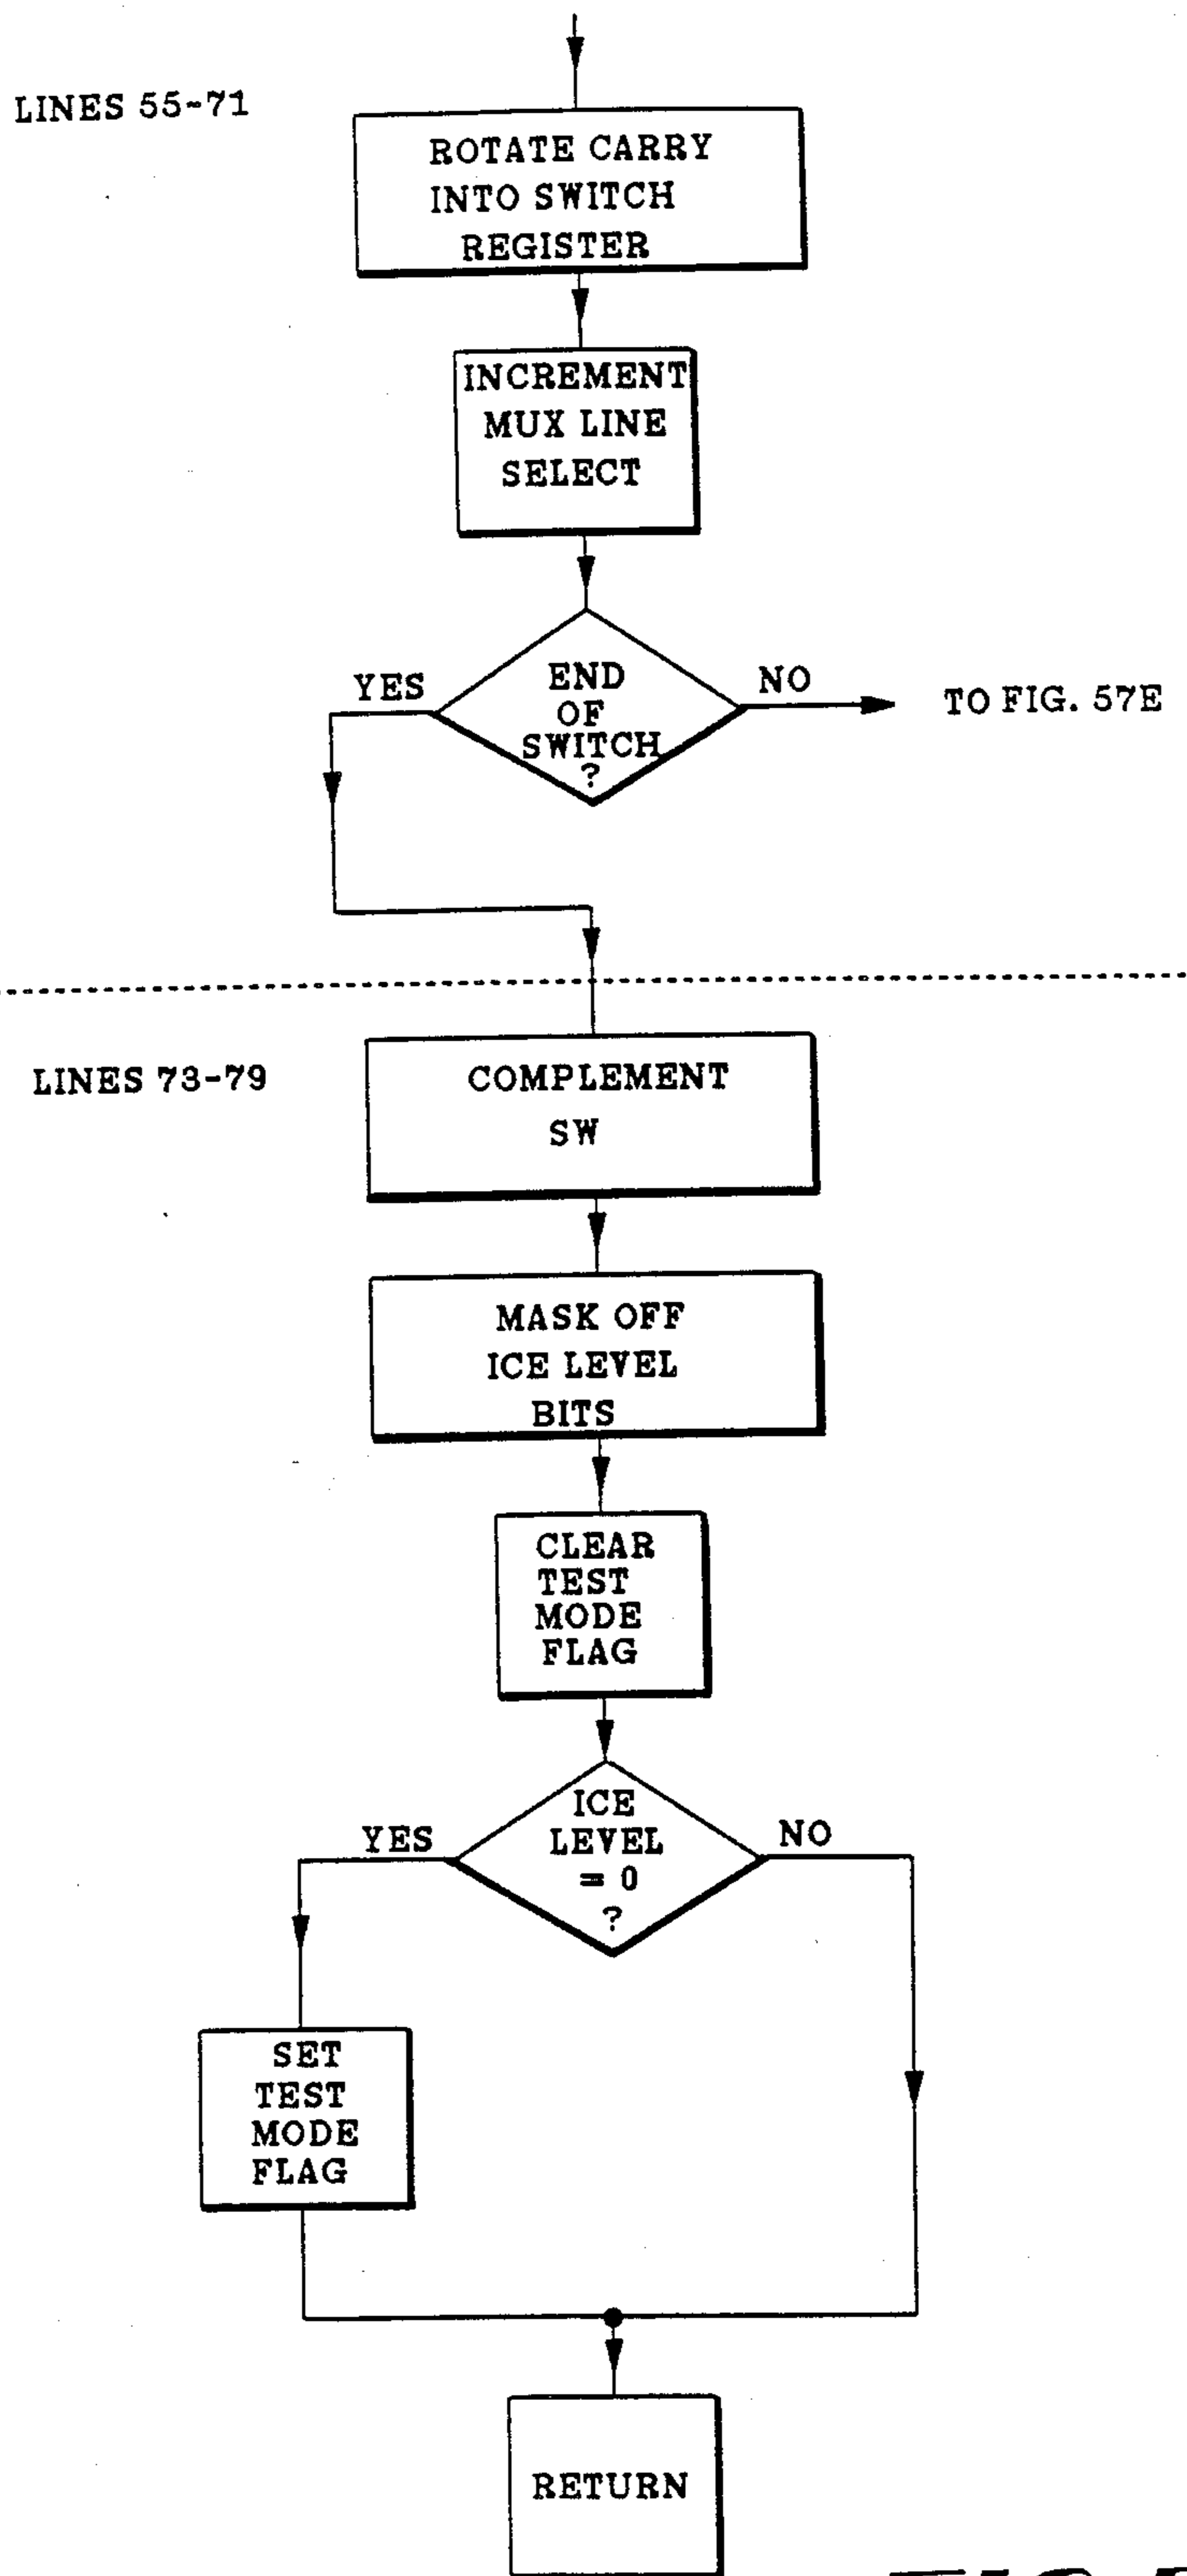 LINES 55-71
ROTATE CARRY
INTO SWITCH
REGISTER
INCREMENT
MUX LINE
SELECT
YES
END
OF
SWITCH
?
NO
TO FIG. 57E
LINES 73-79
COMPLEMENT
SW
MASK OFF
ICE LEVEL
BITS
CLEAR
TEST
MODE
FLAG
YES
ICE
LEVEL
= 0
?
NO
SET
TEST
MODE
FLAG
RETURN